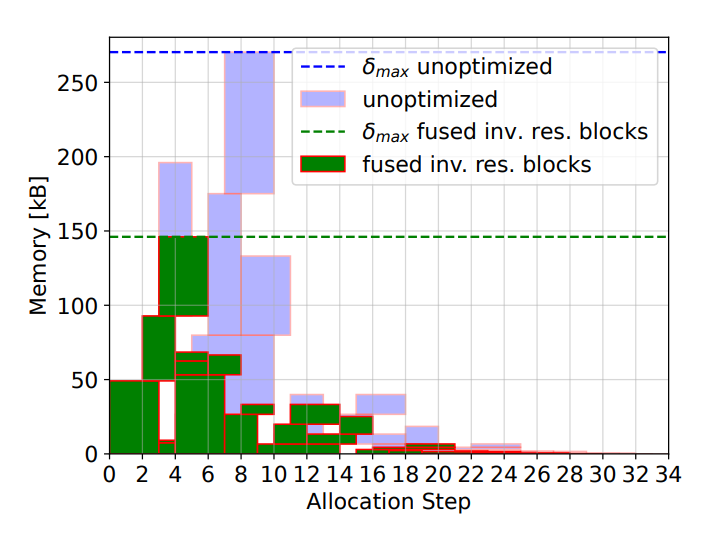 δmax unoptimized
unoptimized
δmax fused inv. res. blocks
fused inv. res. blocks
Memory [kB]
250
200
150
100
50
0
0 2 4 6 8 10 12 14 16 18 20 22 24 26 28 30 32 34
Allocation Step